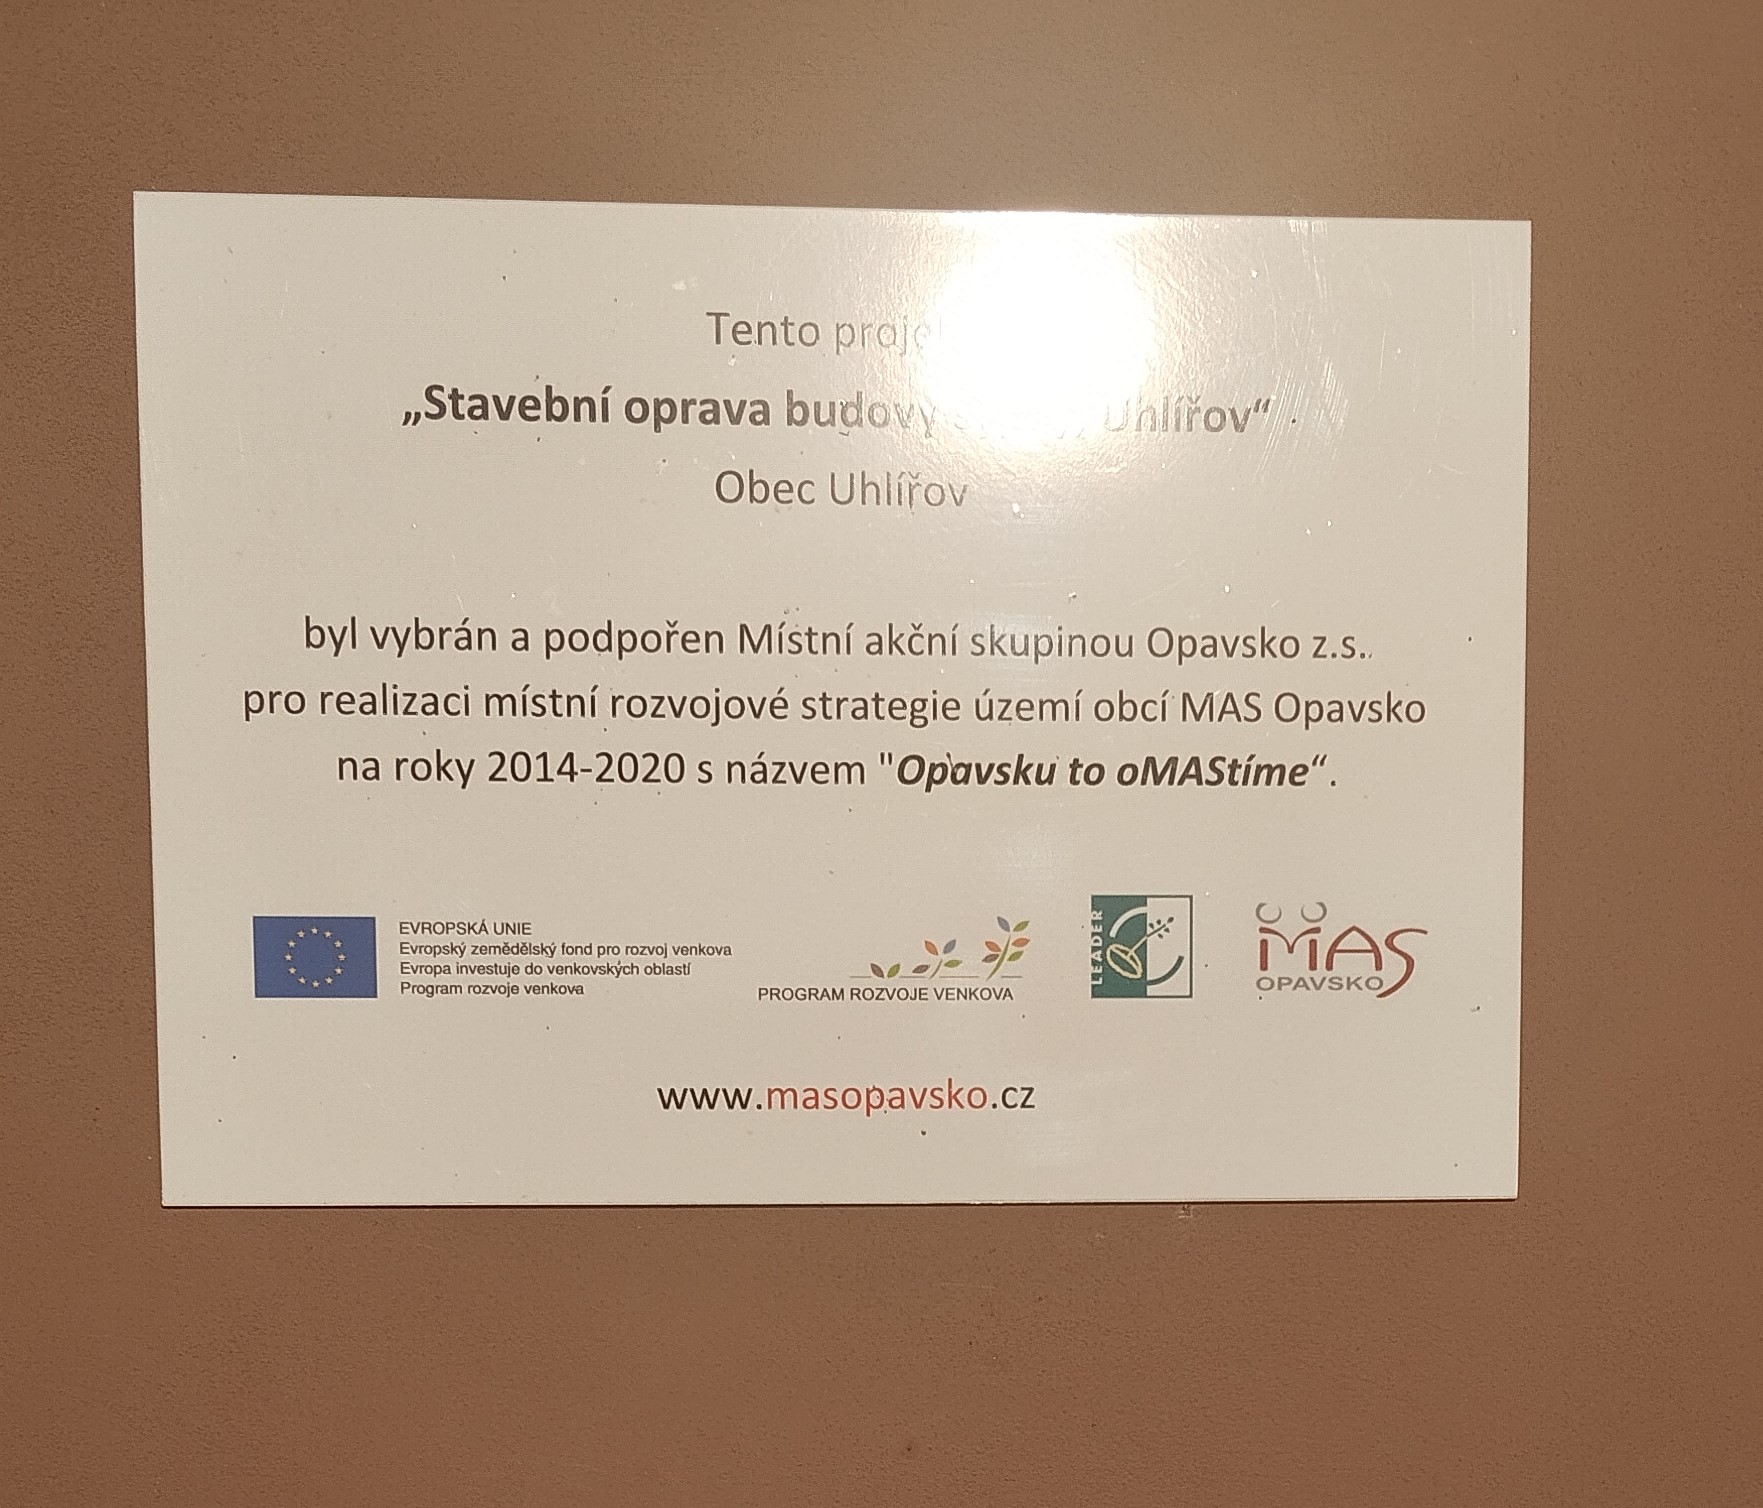 Tento
„Stavební oprava budovy Uhlířov“
Obec Uhlířov
byl vybrán a podpořen Místní akční skupinou Opavsko z.s.
pro realizaci místní rozvojové strategie území obcí MAS Opavsko
na roky 2014-2020 s názvem "Opavsku to oMAStíme“.
EVROPSKÁ UNIE
Evropský zemědělský fond pro rozvoj venkova
Evropa investuje do venkovských oblastí
Program rozvoje venkova
PROGRAM ROZVOJE VENKOVA
LEADER
MAS
OPAVSKO
www.masopavsko.cz